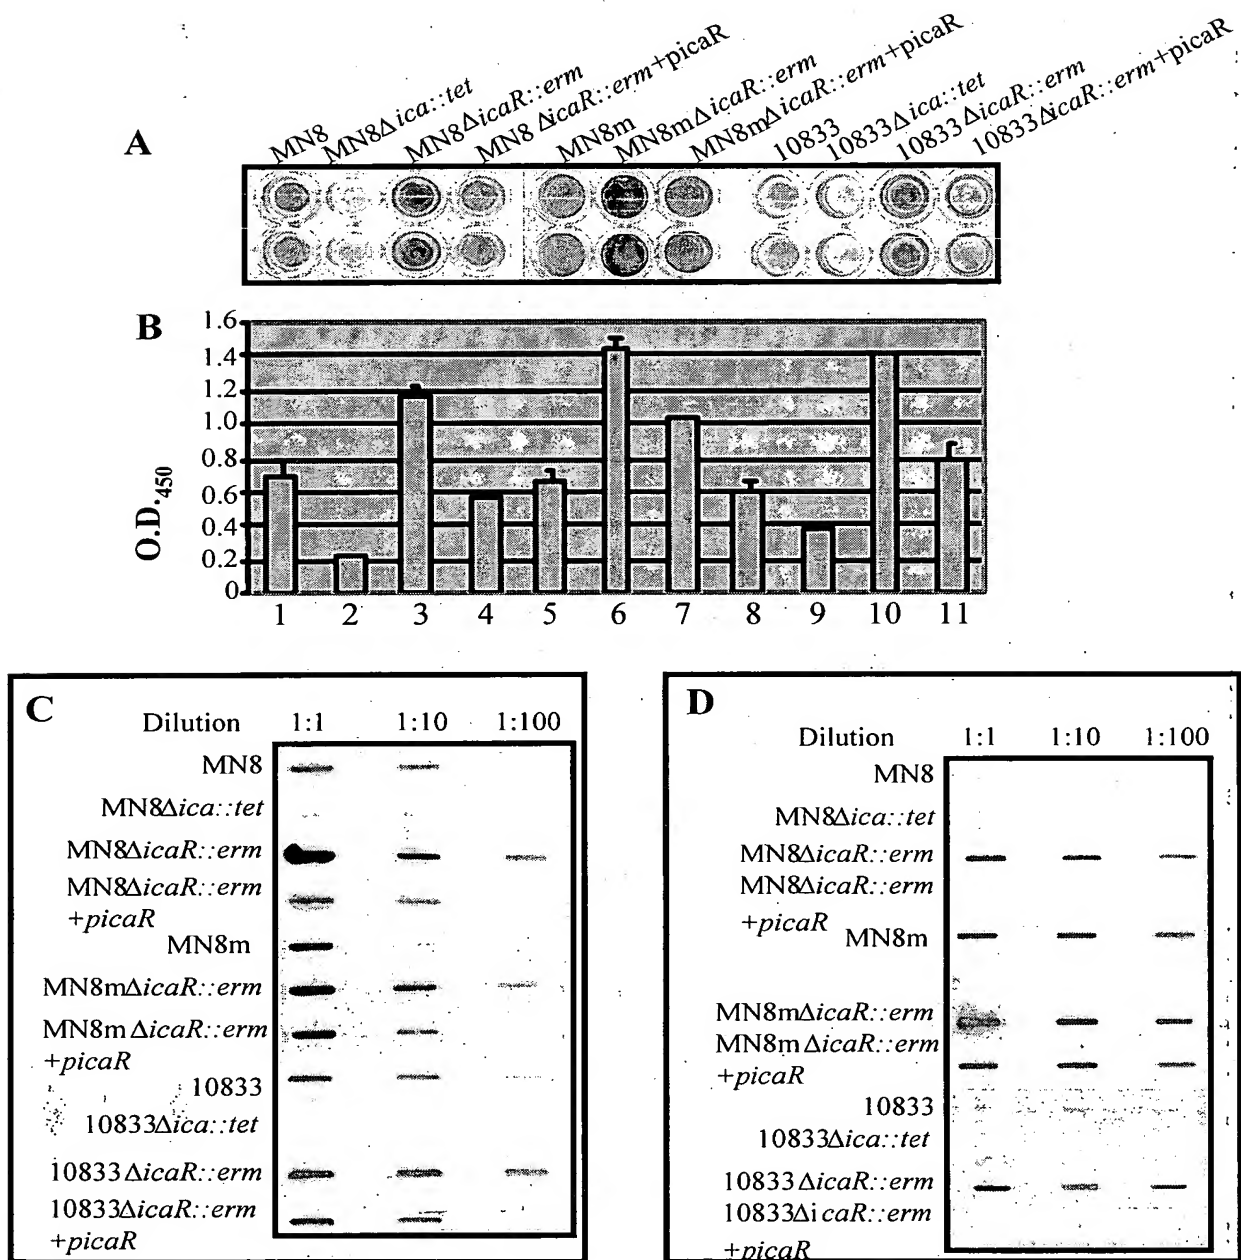 A
MN8
MN8Δica::tet
MN8ΔicaR::erm
MN8 ΔicaR::erm+picaR
MN8m
MN8mΔicaR::erm
MN8mΔicaR::erm+picaR
10833
10833Δica::tet
10833ΔicaR::erm
10833ΔicaR::erm+picaR
B
O.D.450
1.6
1.4
1.2
1.0
0.8
0.6
0.4
0.2
0
1 2 3 4 5 6 7 8 9 10 11
C
Dilution 1:1 1:10 1:100
MN8
MN8Δica::tet
MN8ΔicaR::erm
MN8ΔicaR::erm
+picaR
MN8m
MN8mΔicaR::erm
MN8m ΔicaR::erm
+picaR
10833
10833Δica::tet
10833ΔicaR::erm
10833ΔicaR::erm
+picaR
D
Dilution 1:1 1:10 1:100
MN8
MN8Δica::tet
MN8ΔicaR::erm
MN8ΔicaR::erm
+picaR
MN8m
MN8mΔicaR::erm
MN8m ΔicaR::erm
+picaR
10833
10833Δica::tet
10833ΔicaR::erm
10833ΔicaR::erm
+picaR